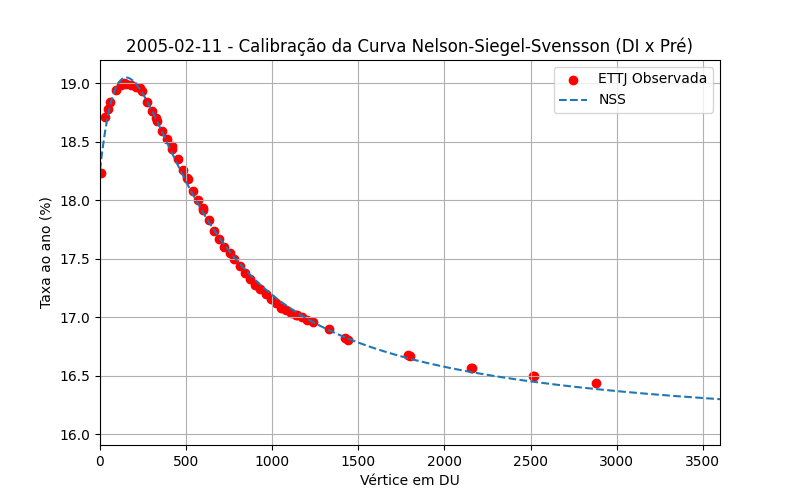 2005-02-11 - Calibração da Curva Nelson-Siegel-Svensson (DI x Pré)
ETTJ Observada
NSS
Taxa ao ano (%)
19.0
18.5
18.0
17.5
17.0
16.5
16.0
0 500 1000 1500 2000 2500 3000 3500
Vértice em DU